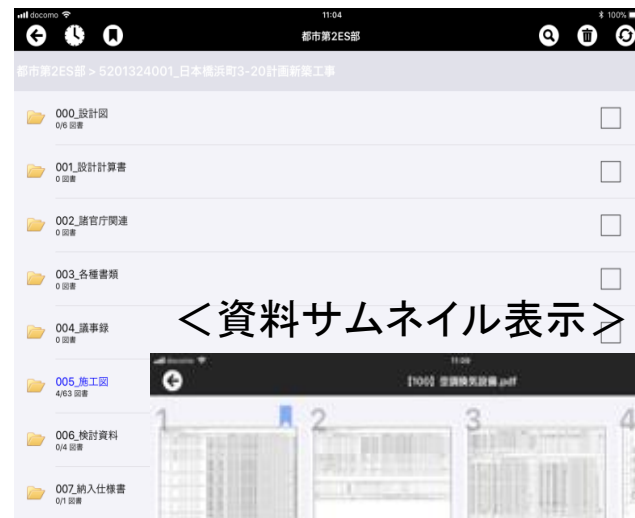 docomo 11:04 100%
都市第2ES部
都市第2ES部 > 5201324001_日本橋浜町3-20計画新築工事
000_設計図
0/6 図書
001_設計計算書
0 図書
002_諸官庁関連
0 図書
003_各種書類
0 図書
＜資料サムネイル表示＞
004_議事録
0 図書
005_施工図
4/63 図書
006_検討資料
0/4 図書
007_納入仕様書
0/1 図書
docomo 11:09
【100】空調換気設備.pdf
1 2 3 4